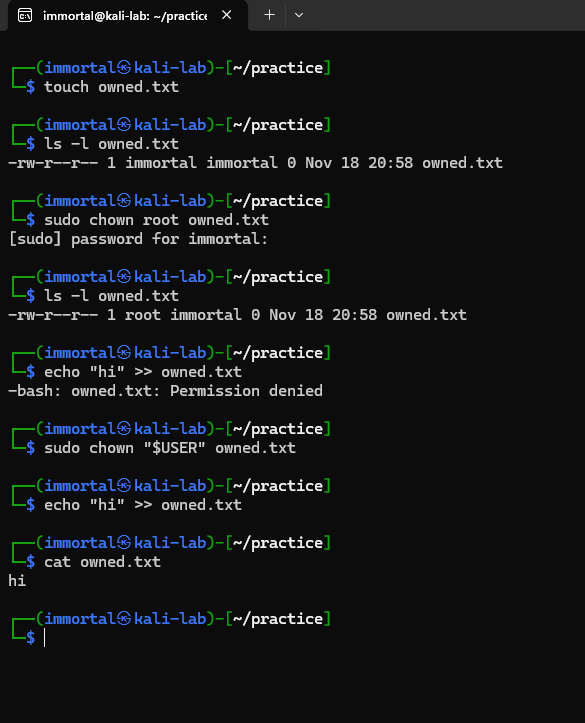 immortal@kali-lab: ~/practice
┌──(immortal㉿kali-lab)-[~/practice]
└─$ touch owned.txt
┌──(immortal㉿kali-lab)-[~/practice]
└─$ ls -l owned.txt
-rw-r--r-- 1 immortal immortal 0 Nov 18 20:58 owned.txt
┌──(immortal㉿kali-lab)-[~/practice]
└─$ sudo chown root owned.txt
[sudo] password for immortal:
┌──(immortal㉿kali-lab)-[~/practice]
└─$ ls -l owned.txt
-rw-r--r-- 1 root immortal 0 Nov 18 20:58 owned.txt
┌──(immortal㉿kali-lab)-[~/practice]
└─$ echo "hi" >> owned.txt
-bash: owned.txt: Permission denied
┌──(immortal㉿kali-lab)-[~/practice]
└─$ sudo chown "$USER" owned.txt
┌──(immortal㉿kali-lab)-[~/practice]
└─$ echo "hi" >> owned.txt
┌──(immortal㉿kali-lab)-[~/practice]
└─$ cat owned.txt
hi
┌──(immortal㉿kali-lab)-[~/practice]
└─$